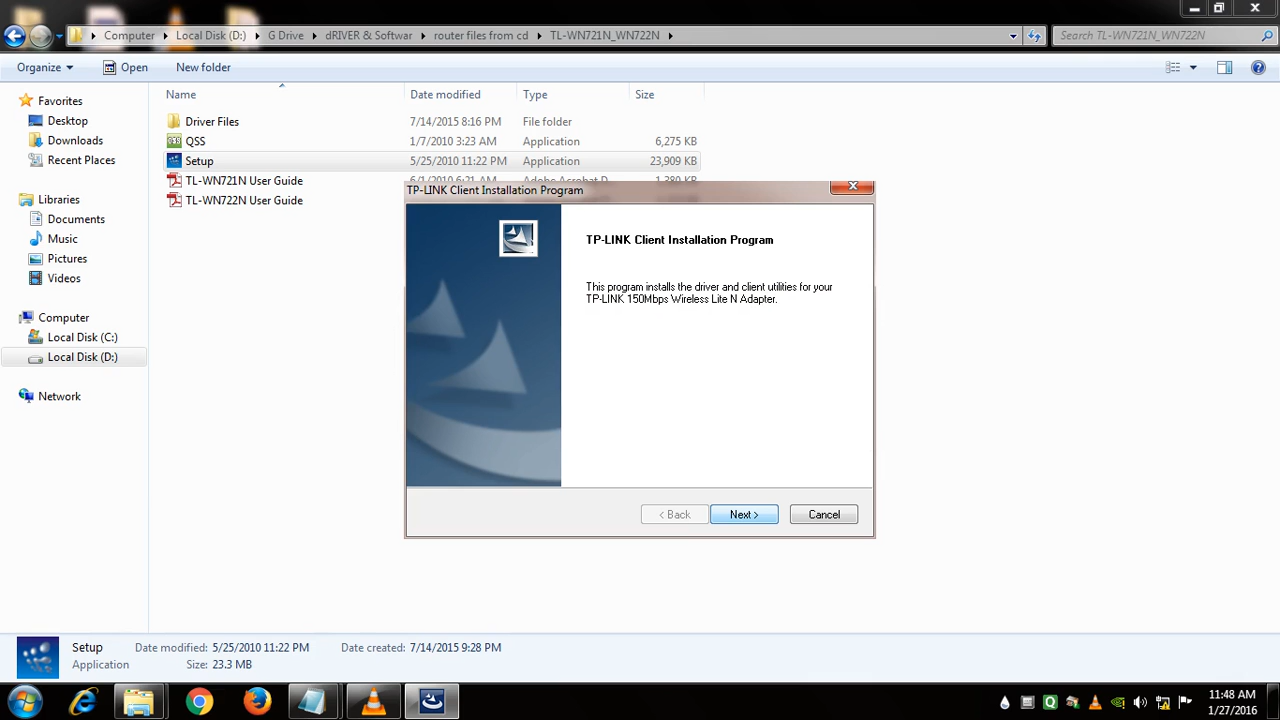 Computer Local Disk (D:) G Drive dRIVER & Softwar router files from cd TL-WN721N_WN722N
Search TL-WN721N_WN722N
Organize Open New folder
Name Date modified Type Size
Favorites
Desktop
Downloads
Recent Places
Libraries
Documents
Music
Pictures
Videos
Computer
Local Disk (C:)
Local Disk (D:)
Network
Driver Files 7/14/2015 8:16 PM File folder
QSS 1/7/2010 3:23 AM Application 6,275 KB
Setup 5/25/2010 11:22 PM Application 23,909 KB
TL-WN721N User Guide 6/1/2010 6:21 AM Adobe Acrobat D... 1,380 KB
TL-WN722N User Guide
TP-LINK Client Installation Program
TP-LINK Client Installation Program
This program installs the driver and client utilities for your
TP-LINK 150Mbps Wireless Lite N Adapter.
< Back Next > Cancel
Setup Date modified: 5/25/2010 11:22 PM Date created: 7/14/2015 9:28 PM
Application Size: 23.3 MB
11:48 AM
1/27/2016